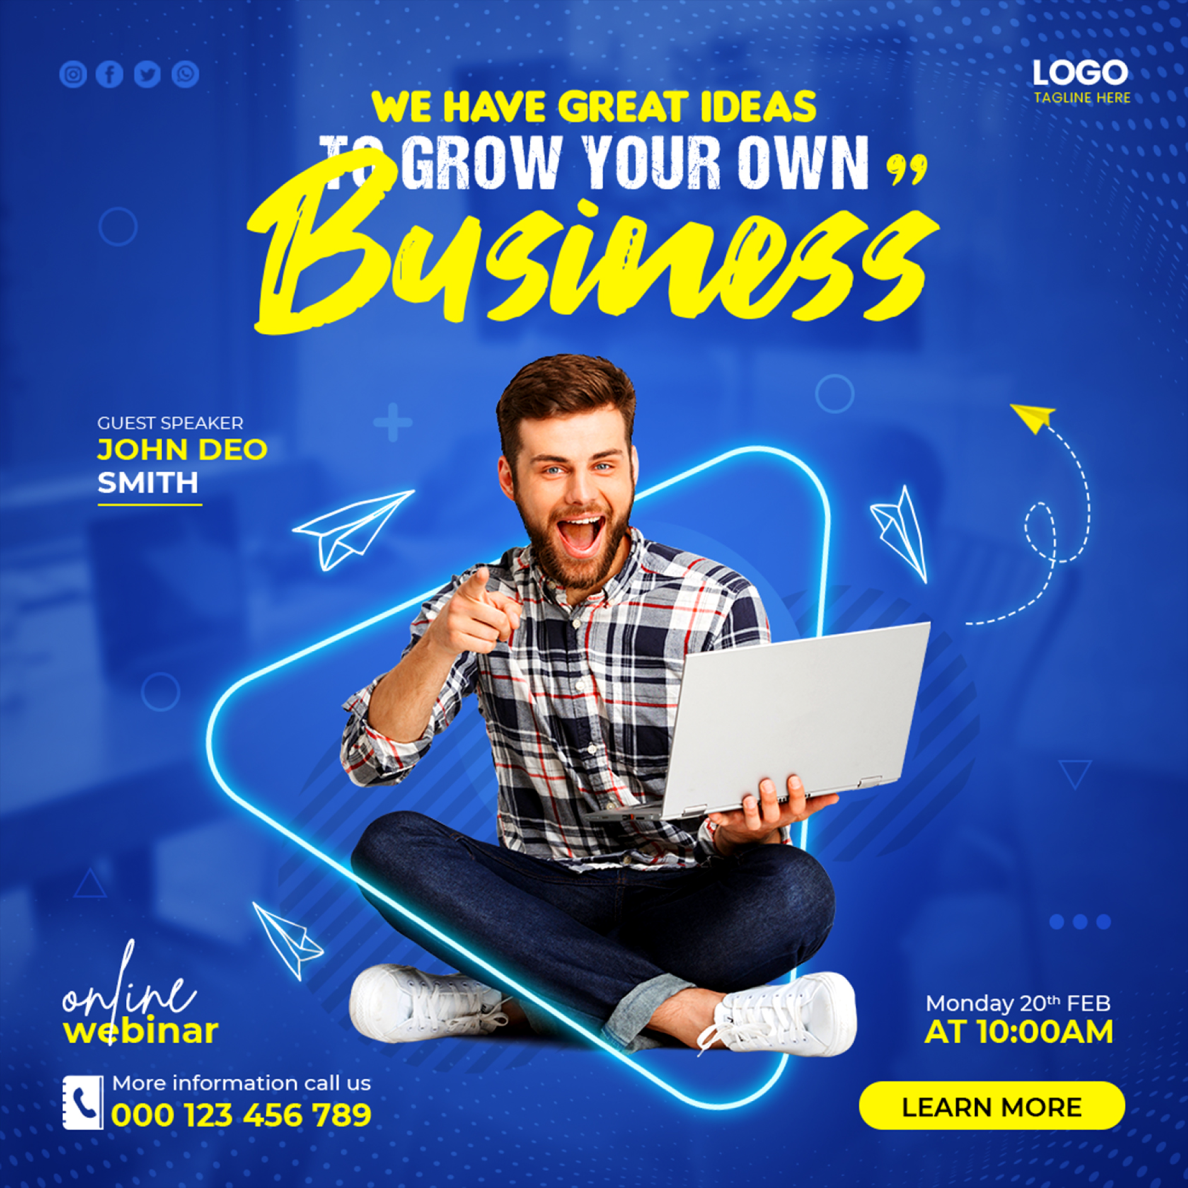 LOGO
TAGLINE HERE
WE HAVE GREAT IDEAS
TO GROW YOUR OWN ”
Business
GUEST SPEAKER
JOHN DEO
SMITH
online
webinar
More information call us
000 123 456 789
Monday 20th FEB
AT 10:00AM
LEARN MORE